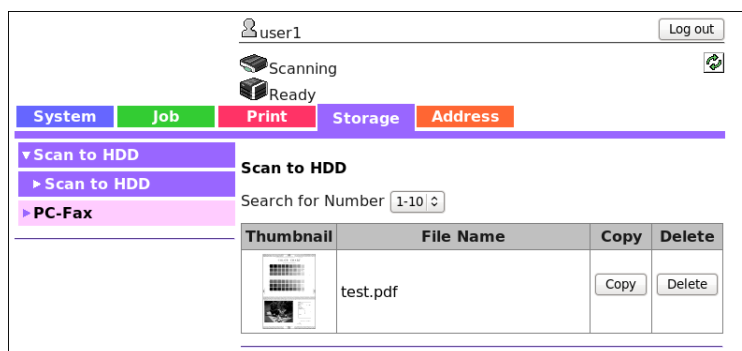 user1 Log out
Scanning
Ready
System Job Print Storage Address
Scan to HDD
Scan to HDD
PC-Fax
Scan to HDD
Search for Number 1-10
Thumbnail File Name Copy Delete
test.pdf Copy Delete